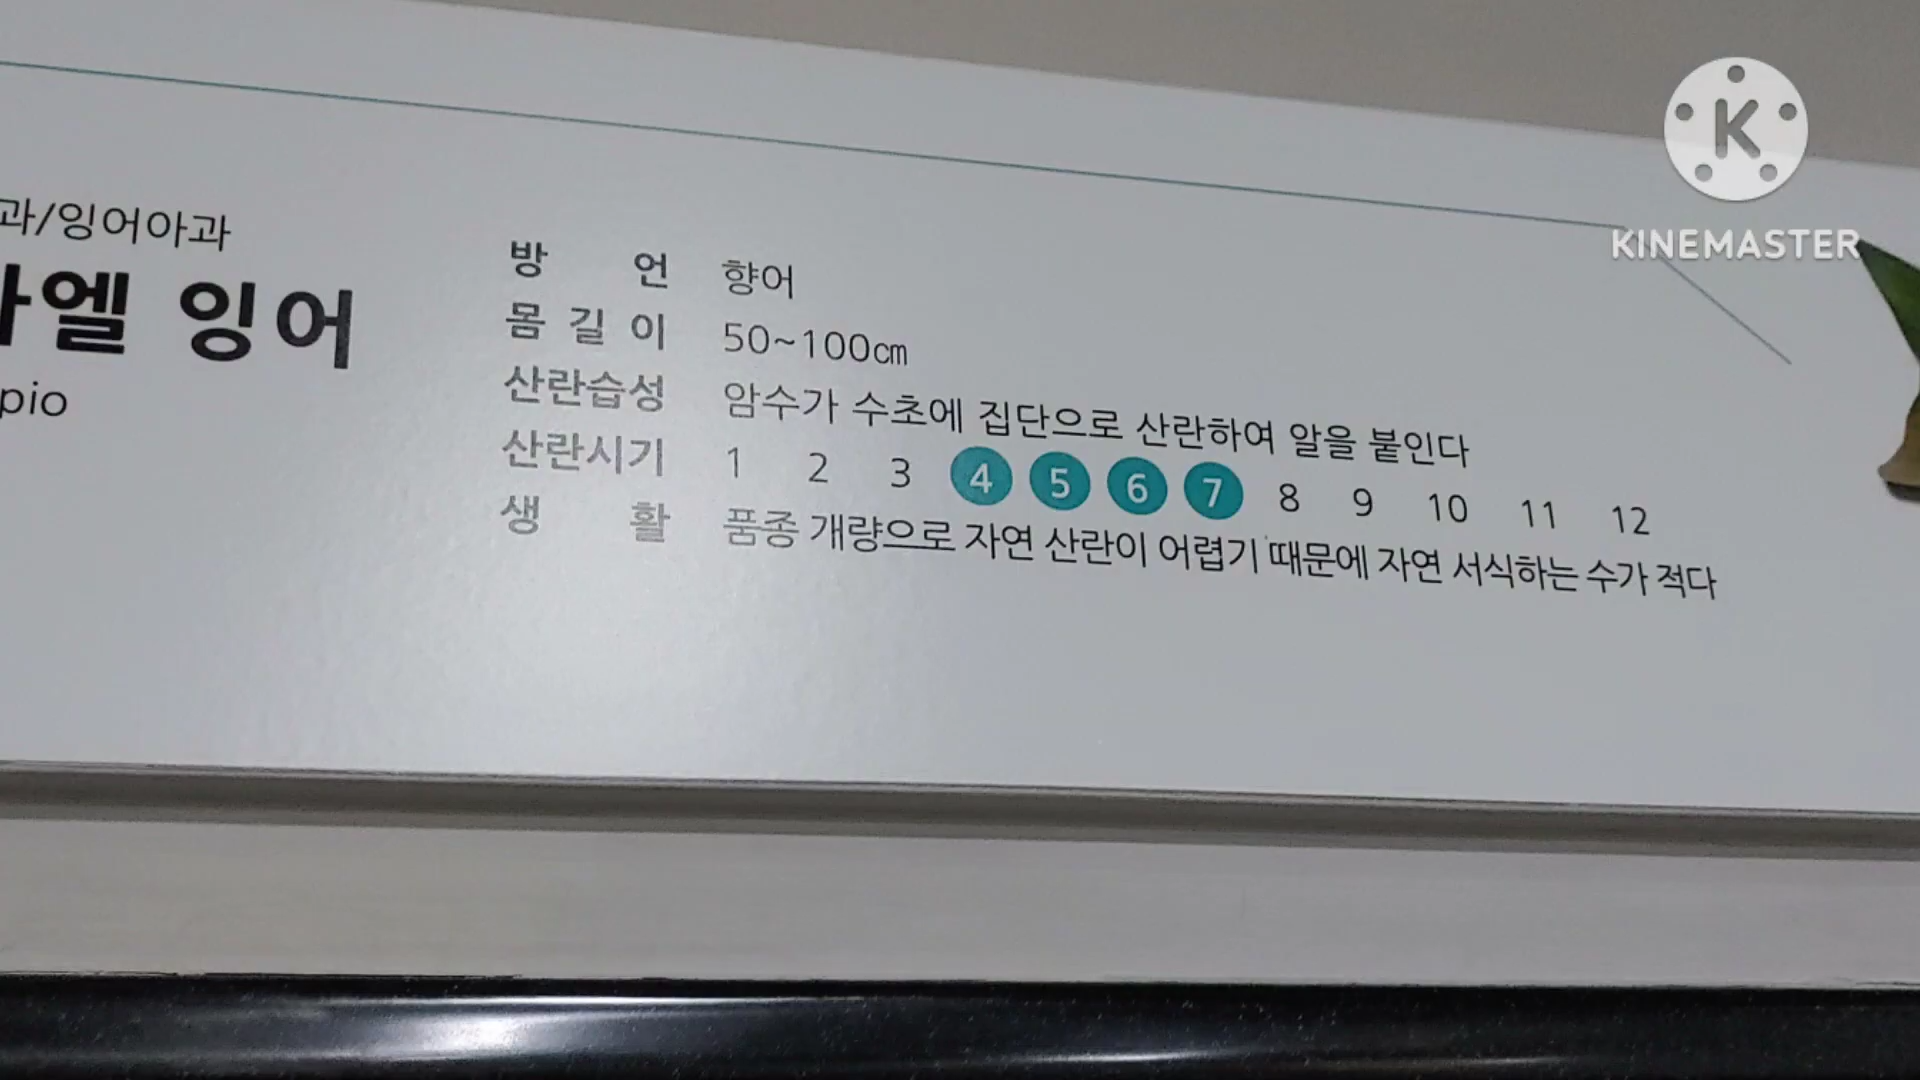 과/잉어아과
엘 잉어
pio
방 언 향어
몸 길 이 50~100㎝
산란습성 암수가 수초에 집단으로 산란하여 알을 붙인다
산란시기 1 2 3 4 5 6 7 8 9 10 11 12
생 활 품종 개량으로 자연 산란이 어렵기 때문에 자연 서식하는 수가 적다
K
KINEMASTER